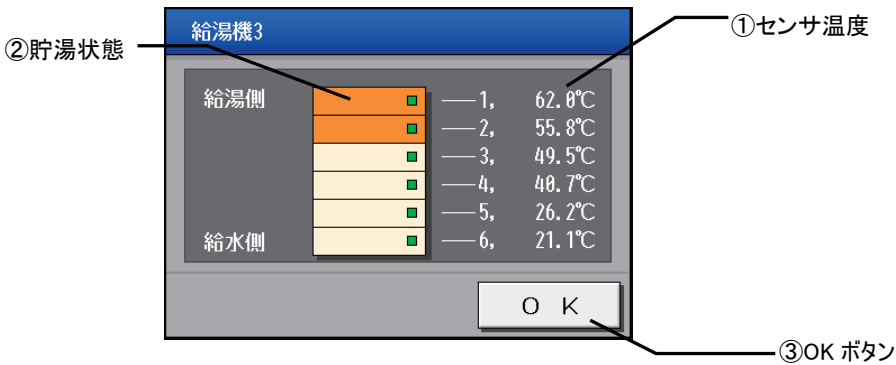 給湯機3
①センサ温度
②貯湯状態
給湯側
1, 62.0℃
2, 55.8℃
3, 49.5℃
4, 40.7℃
5, 26.2℃
給水側
6, 21.1℃
OK
③OK ボタン